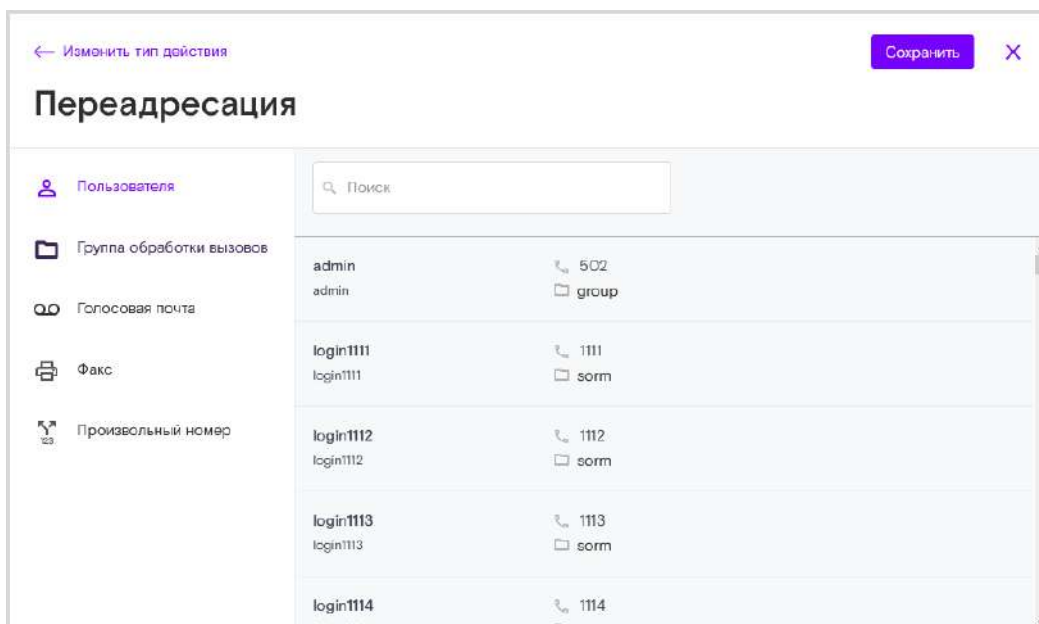 ← Изменить тип действия
Сохранить
Переадресация
Пользователя
Группа обработки вызовов
Голосовая почта
Факс
123
Произвольный номер
Поиск
admin
502
admin
group
login1111
1111
login1111
sorm
login1112
1112
login1112
sorm
login1113
1113
login1113
sorm
login1114
1114